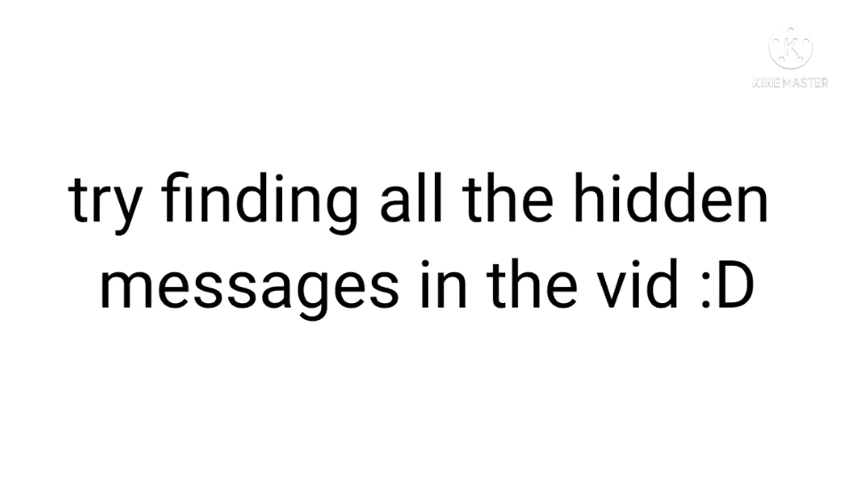 KINEMASTER
try finding all the hidden
messages in the vid :D